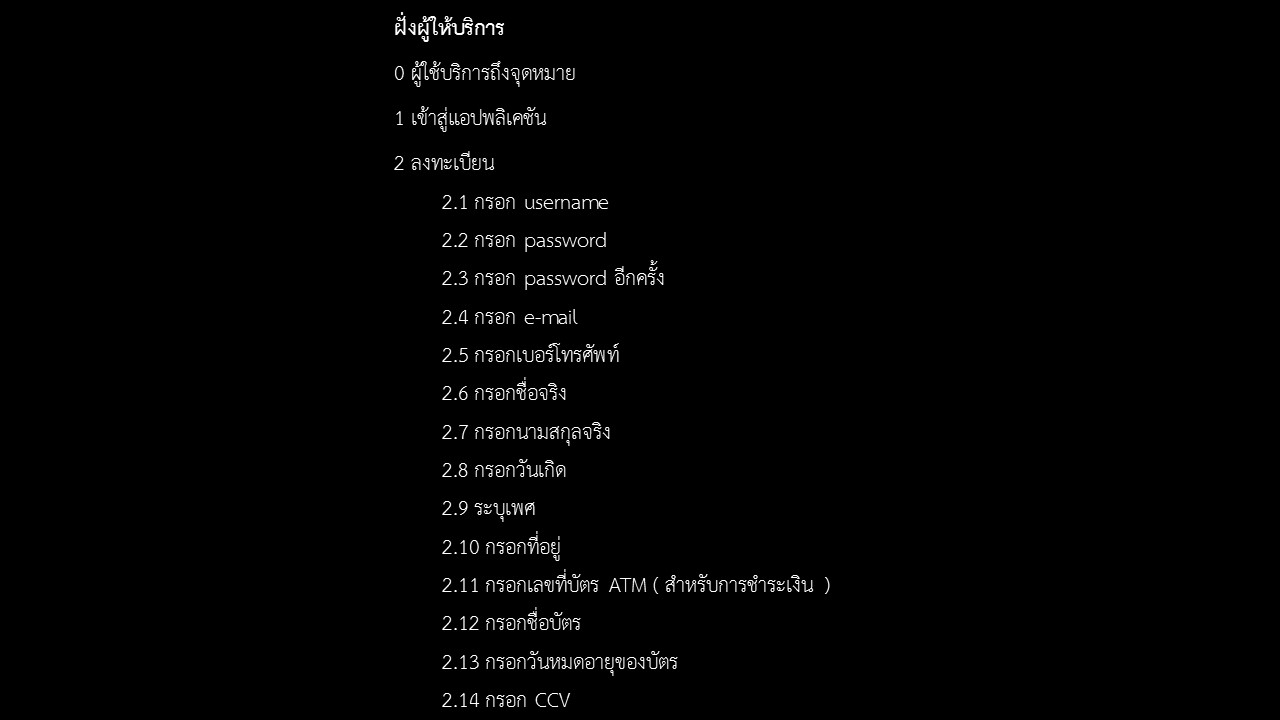 ฝั่งผู้ให้บริการ
0 ผู้ใช้บริการถึงจุดหมาย
1 เข้าสู่แอปพลิเคชัน
2 ลงทะเบียน
2.1 กรอก username
2.2 กรอก password
2.3 กรอก password อีกครั้ง
2.4 กรอก e-mail
2.5 กรอกเบอร์โทรศัพท์
2.6 กรอกชื่อจริง
2.7 กรอกนามสกุลจริง
2.8 กรอกวันเกิด
2.9 ระบุเพศ
2.10 กรอกที่อยู่
2.11 กรอกเลขที่บัตร ATM ( สำหรับการชำระเงิน )
2.12 กรอกชื่อบัตร
2.13 กรอกวันหมดอายุของบัตร
2.14 กรอก CCV